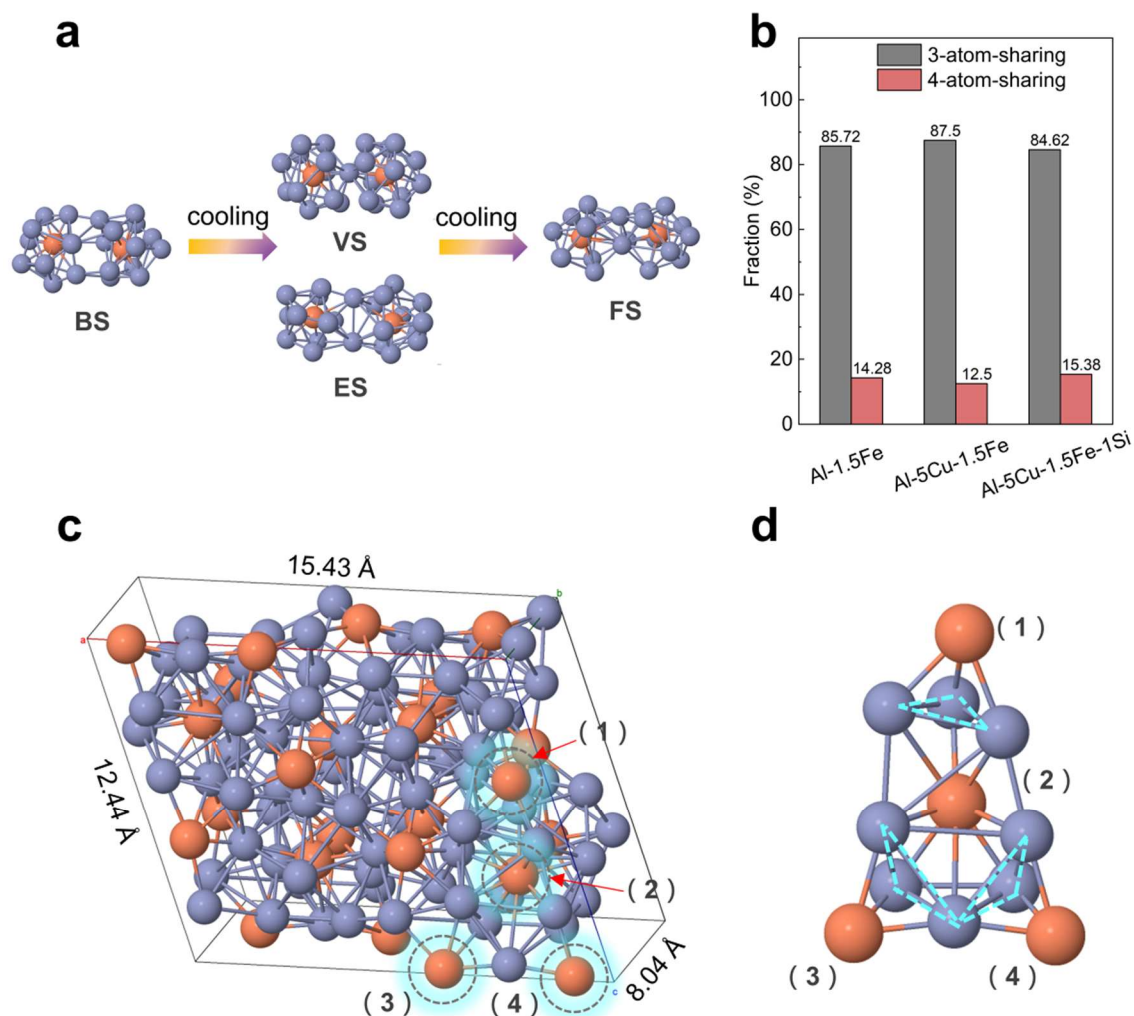 a
cooling
cooling
BS
VS
ES
FS
b
3-atom-sharing
4-atom-sharing
Fraction (%)
100
80
60
40
20
0
85.72
14.28
87.5
12.5
84.62
15.38
Al-1.5Fe
Al-5Cu-1.5Fe
Al-5Cu-1.5Fe-1Si
c
15.43 Å
12.44 Å
8.04 Å
a
b
c
(1)
(2)
(3)
(4)
d
(1)
(2)
(3)
(4)